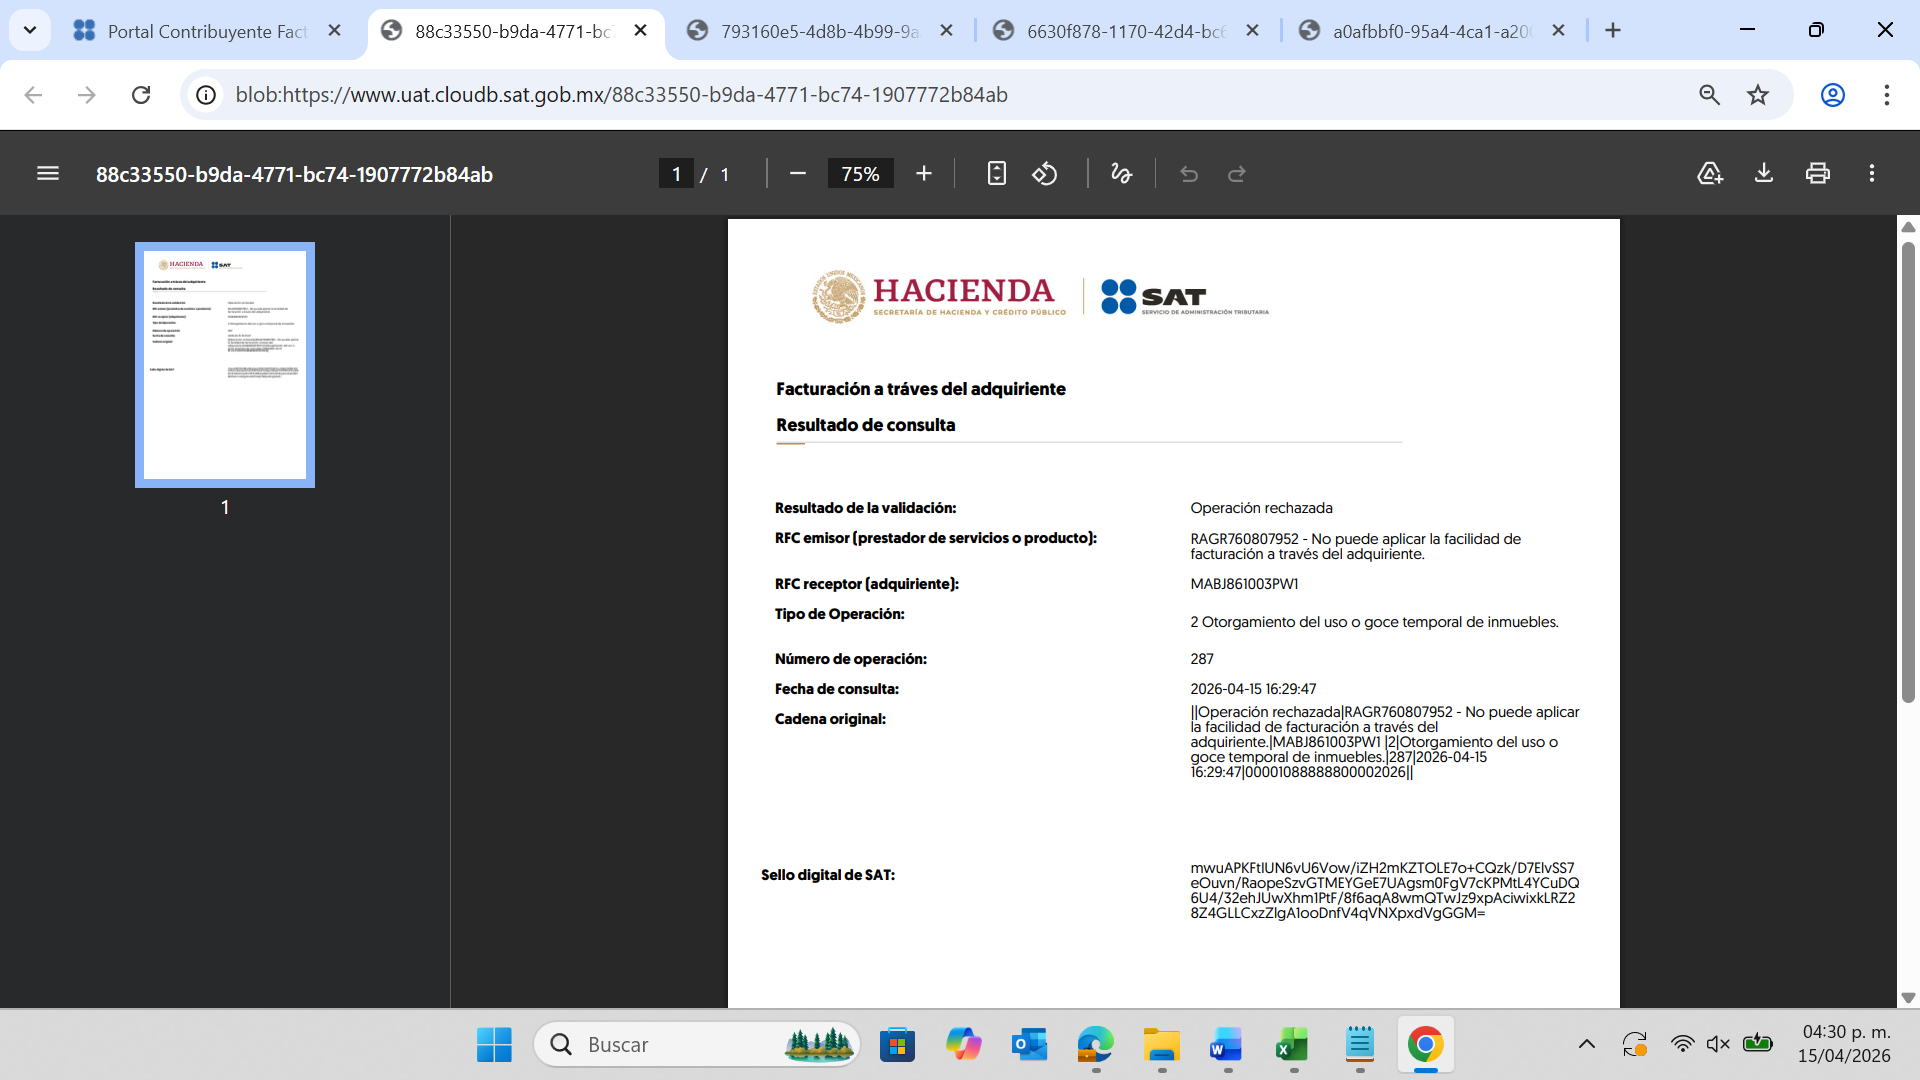 Portal Contribuyente Fact
88c33550-b9da-4771-bc7
793160e5-4d8b-4b99-9a
6630f878-1170-42d4-bc6
a0afbbf0-95a4-4ca1-a200
blob:https://www.uat.cloudb.sat.gob.mx/88c33550-b9da-4771-bc74-1907772b84ab
88c33550-b9da-4771-bc74-1907772b84ab
1 / 1
75%
1
HACIENDA
SECRETARÍA DE HACIENDA Y CRÉDITO PÚBLICO
SAT
SERVICIO DE ADMINISTRACIÓN TRIBUTARIA
Facturación a tráves del adquiriente
Resultado de consulta
Resultado de la validación: Operación rechazada
RFC emisor (prestador de servicios o producto): RAGR760807952 - No puede aplicar la facilidad de
facturación a través del adquiriente.
RFC receptor (adquiriente): MABJ861003PW1
Tipo de Operación: 2 Otorgamiento del uso o goce temporal de inmuebles.
Número de operación: 287
Fecha de consulta: 2026-04-15 16:29:47
Cadena original: ||Operación rechazada|RAGR760807952 - No puede aplicar
la facilidad de facturación a través del
adquiriente.|MABJ861003PW1 |2|Otorgamiento del uso o
goce temporal de inmuebles.|287|2026-04-15
16:29:47|00001088888800002026||
Sello digital de SAT: mwuAPKFtlUN6vU6Vow/iZH2mKZTOLE7o+CQzk/D7ElvSS7
eOuvn/RaopeSzvGTMEYGeE7UAgsm0FgV7cKPMtL4YCuDQ
6U4/32ehJUwXhm1PtF/8f6aqA8wmQTwJz9xpAciwixkLRZ2
8Z4GLLCxzZlgA1ooDnfV4qVNXpxdVgGGM=
Buscar
04:30 p. m.
15/04/2026